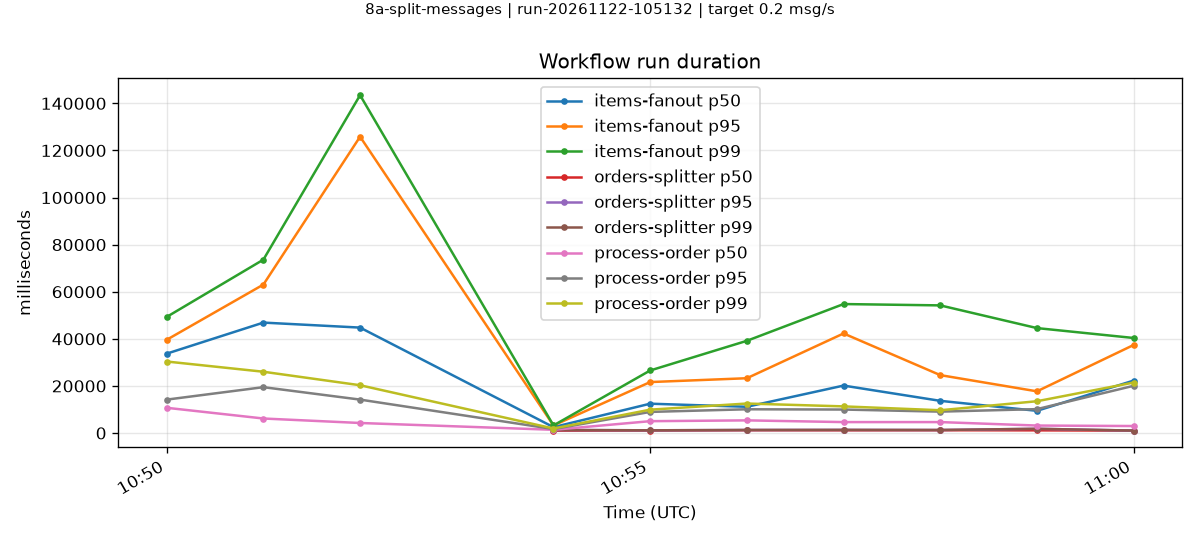 8a-split-messages | run-20261122-105132 | target 0.2 msg/s
Workflow run duration
items-fanout p50
items-fanout p95
items-fanout p99
orders-splitter p50
orders-splitter p95
orders-splitter p99
process-order p50
process-order p95
process-order p99
milliseconds
140000
120000
100000
80000
60000
40000
20000
0
10:50
10:55
11:00
Time (UTC)